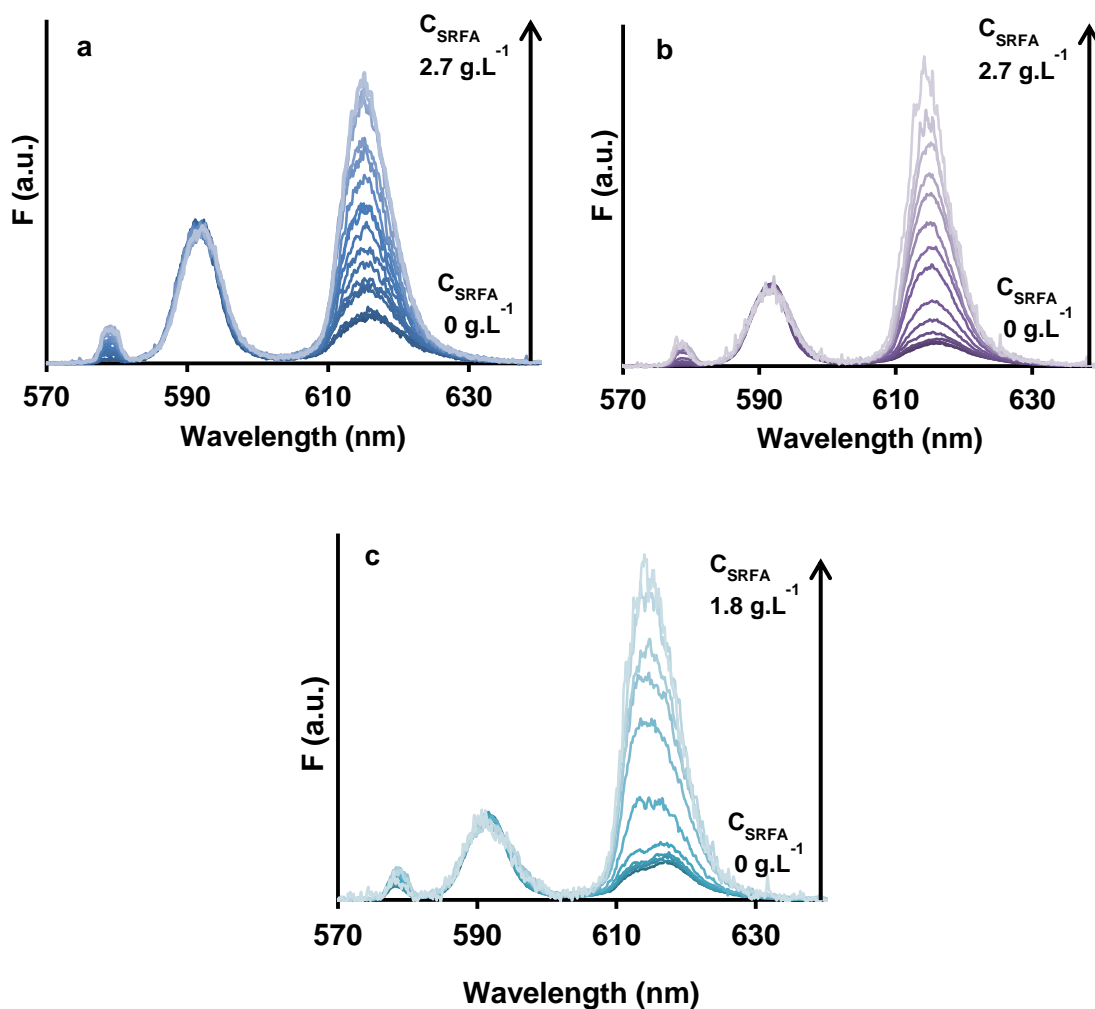 a
C_SRFA
2.7 g.L⁻¹
C_SRFA
0 g.L⁻¹
F (a.u.)
570 590 610 630
Wavelength (nm)
b
C_SRFA
2.7 g.L⁻¹
C_SRFA
0 g.L⁻¹
F (a.u.)
570 590 610 630
Wavelength (nm)
c
C_SRFA
1.8 g.L⁻¹
C_SRFA
0 g.L⁻¹
F (a.u.)
570 590 610 630
Wavelength (nm)